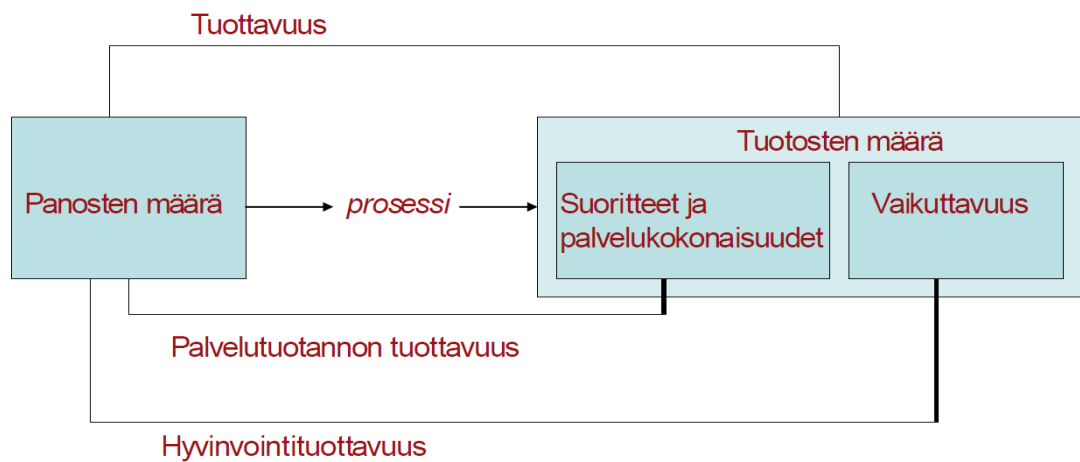 Tuottavuus
Tuotosten määrä
Panosten määrä
prosessi
Suoritteet ja
palvelukokonaisuudet
Vaikuttavuus
Palvelutuotannon tuottavuus
Hyvinvointituottavuus